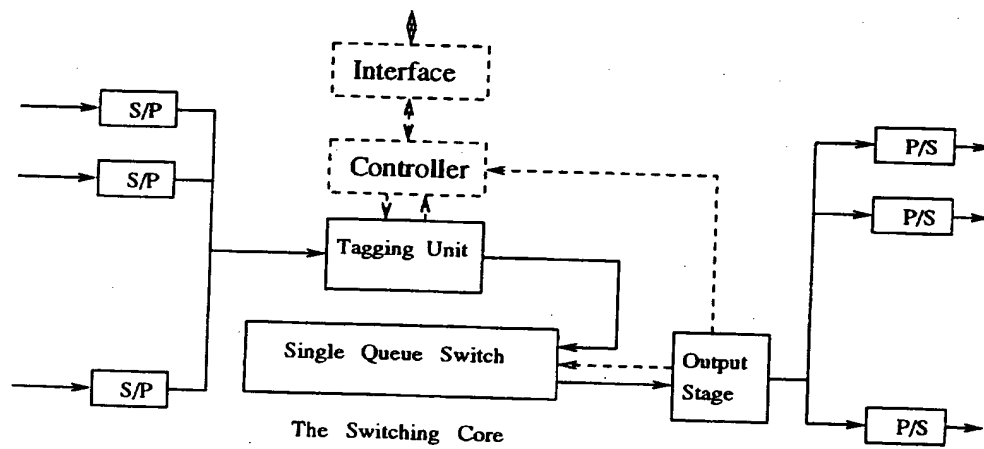 Interface
S/P
P/S
Controller
S/P
P/S
Tagging Unit
Single Queue Switch
Output
Stage
S/P
P/S
The Switching Core